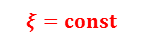 ξ = const